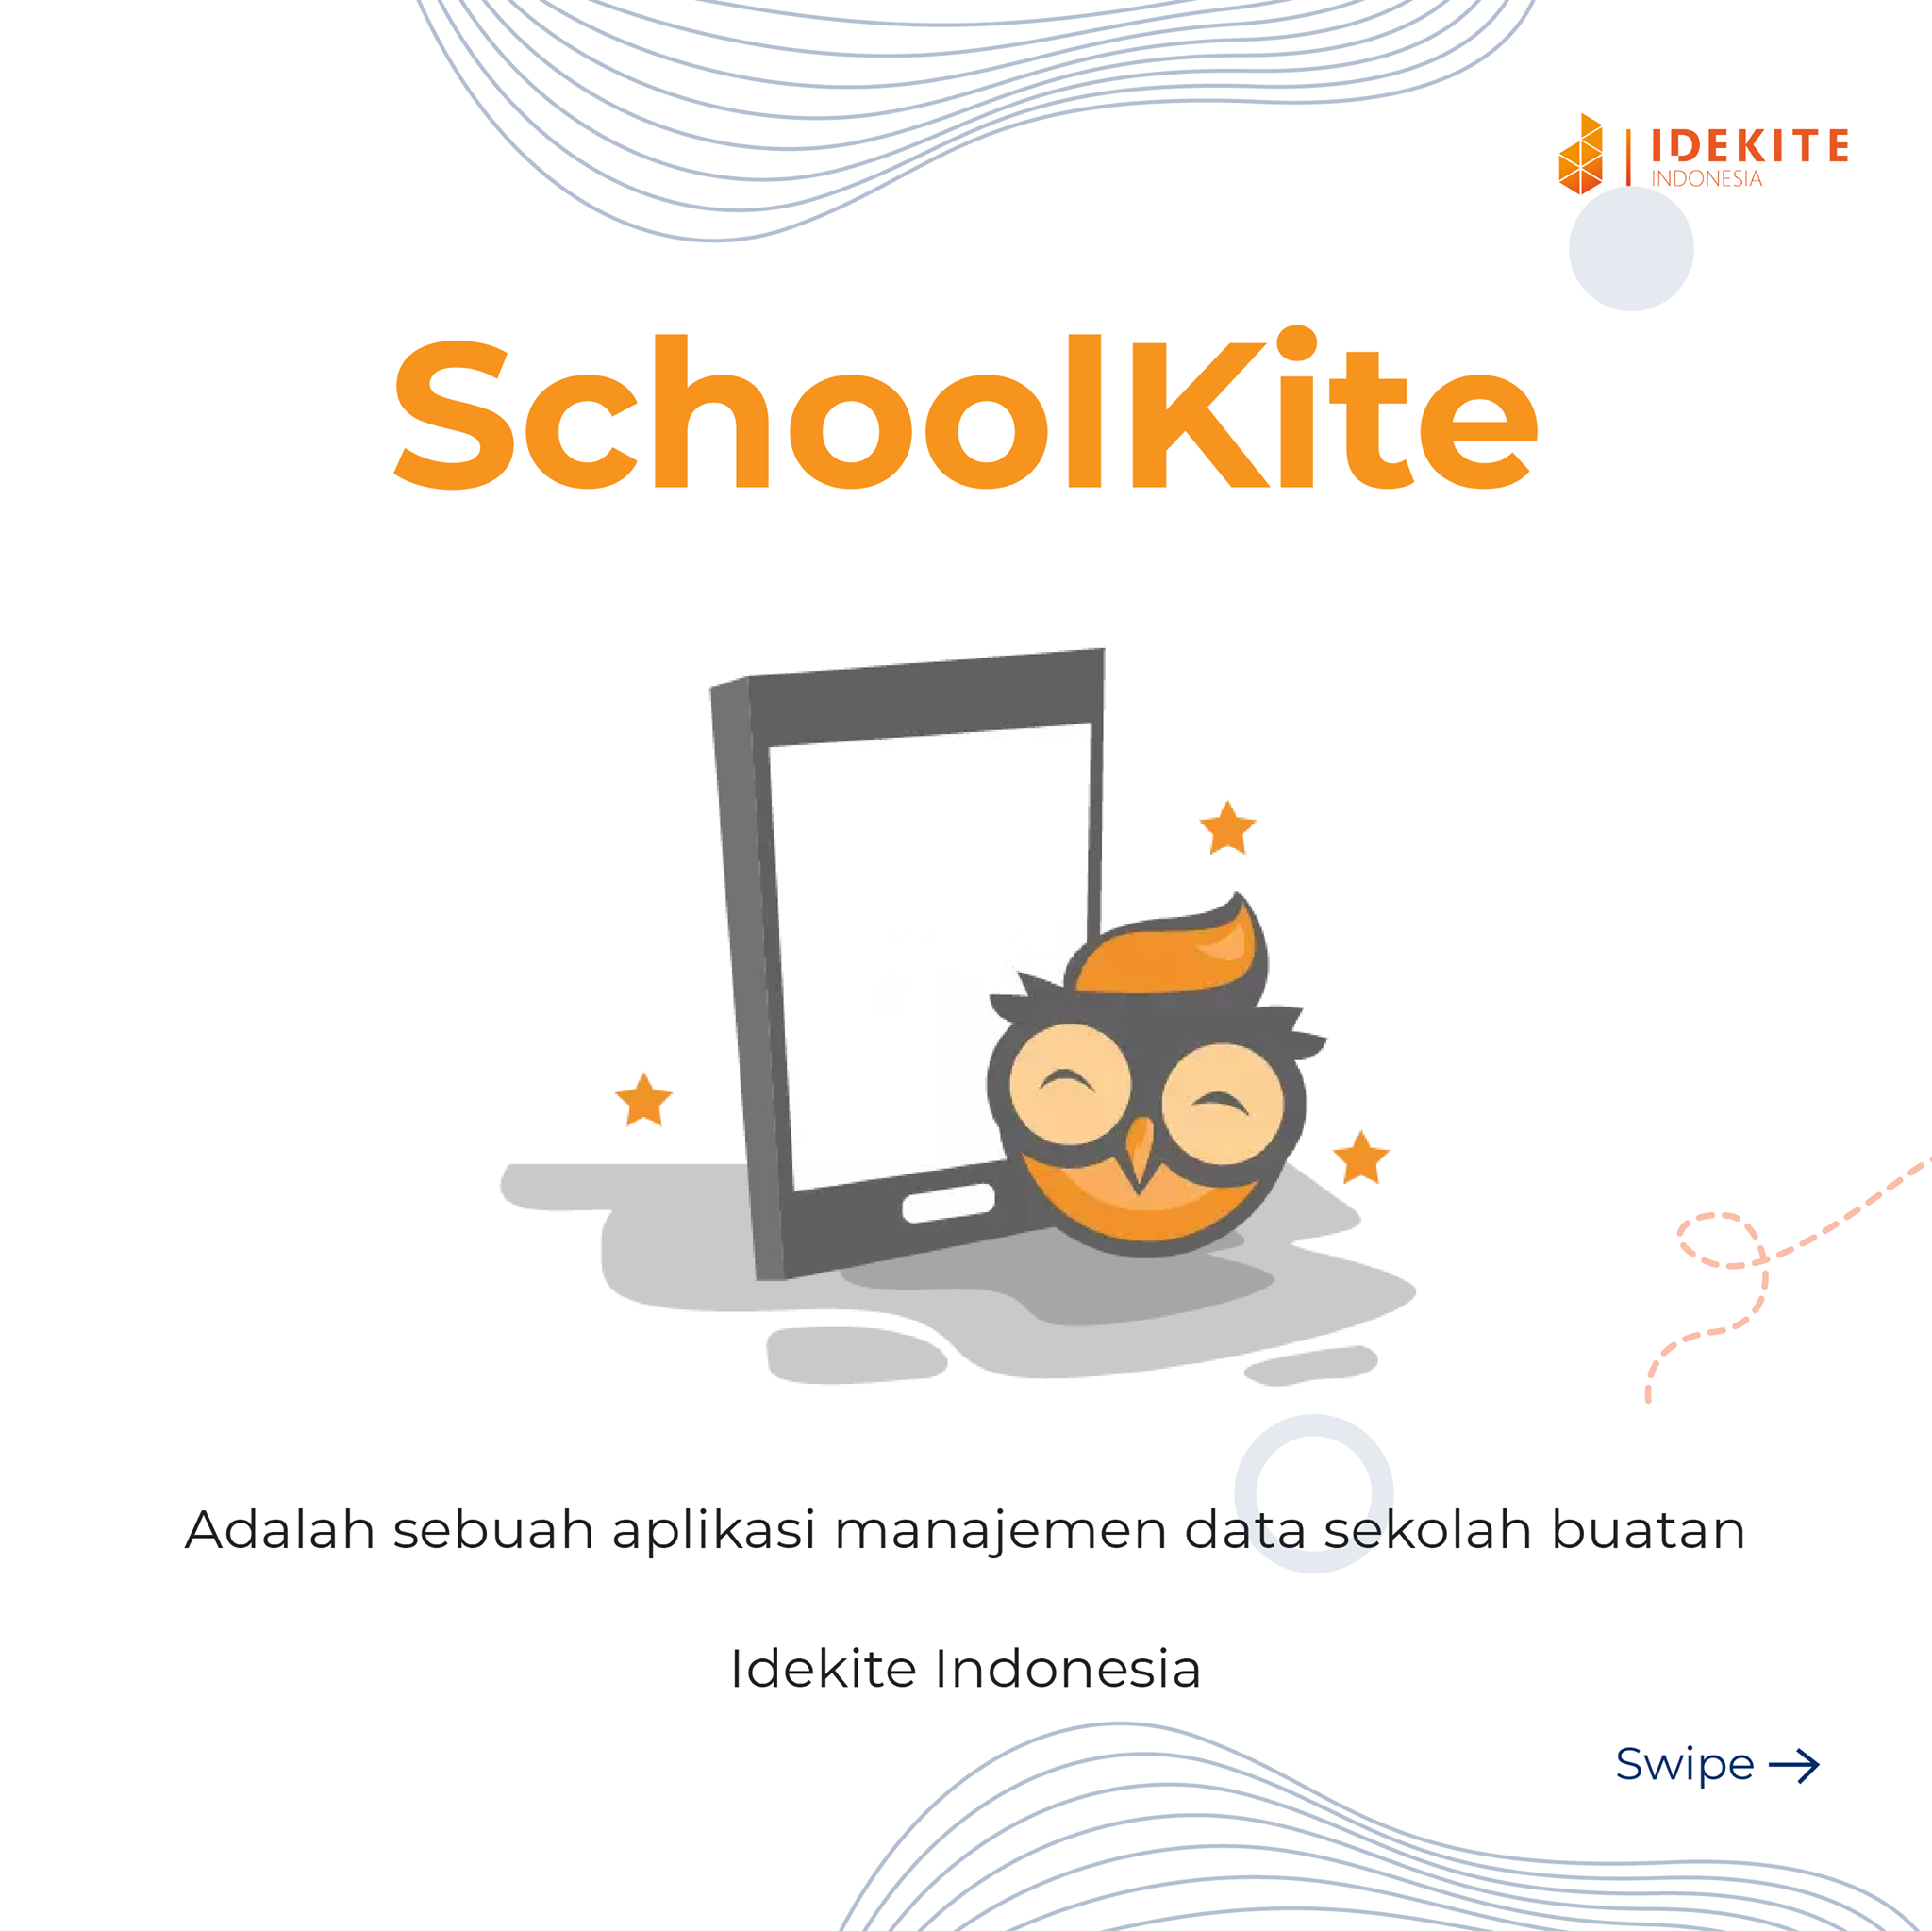 IDEKITE
INDONESIA
SchoolKite
Adalah sebuah aplikasi manajemen data sekolah buatan
Idekite Indonesia
Swipe →